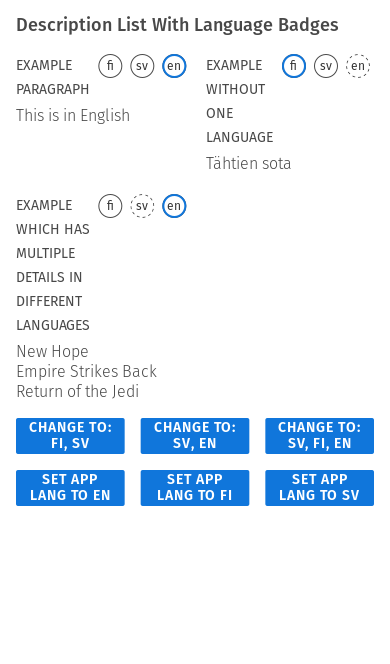 Description List With Language Badges
EXAMPLE PARAGRAPH
fi sv en
This is in English
EXAMPLE WITHOUT ONE LANGUAGE
fi sv en
Tähtien sota
EXAMPLE WHICH HAS MULTIPLE DETAILS IN DIFFERENT LANGUAGES
fi sv en
New Hope
Empire Strikes Back
Return of the Jedi
CHANGE TO: FI, SV
CHANGE TO: SV, EN
CHANGE TO: SV, FI, EN
SET APP LANG TO EN
SET APP LANG TO FI
SET APP LANG TO SV